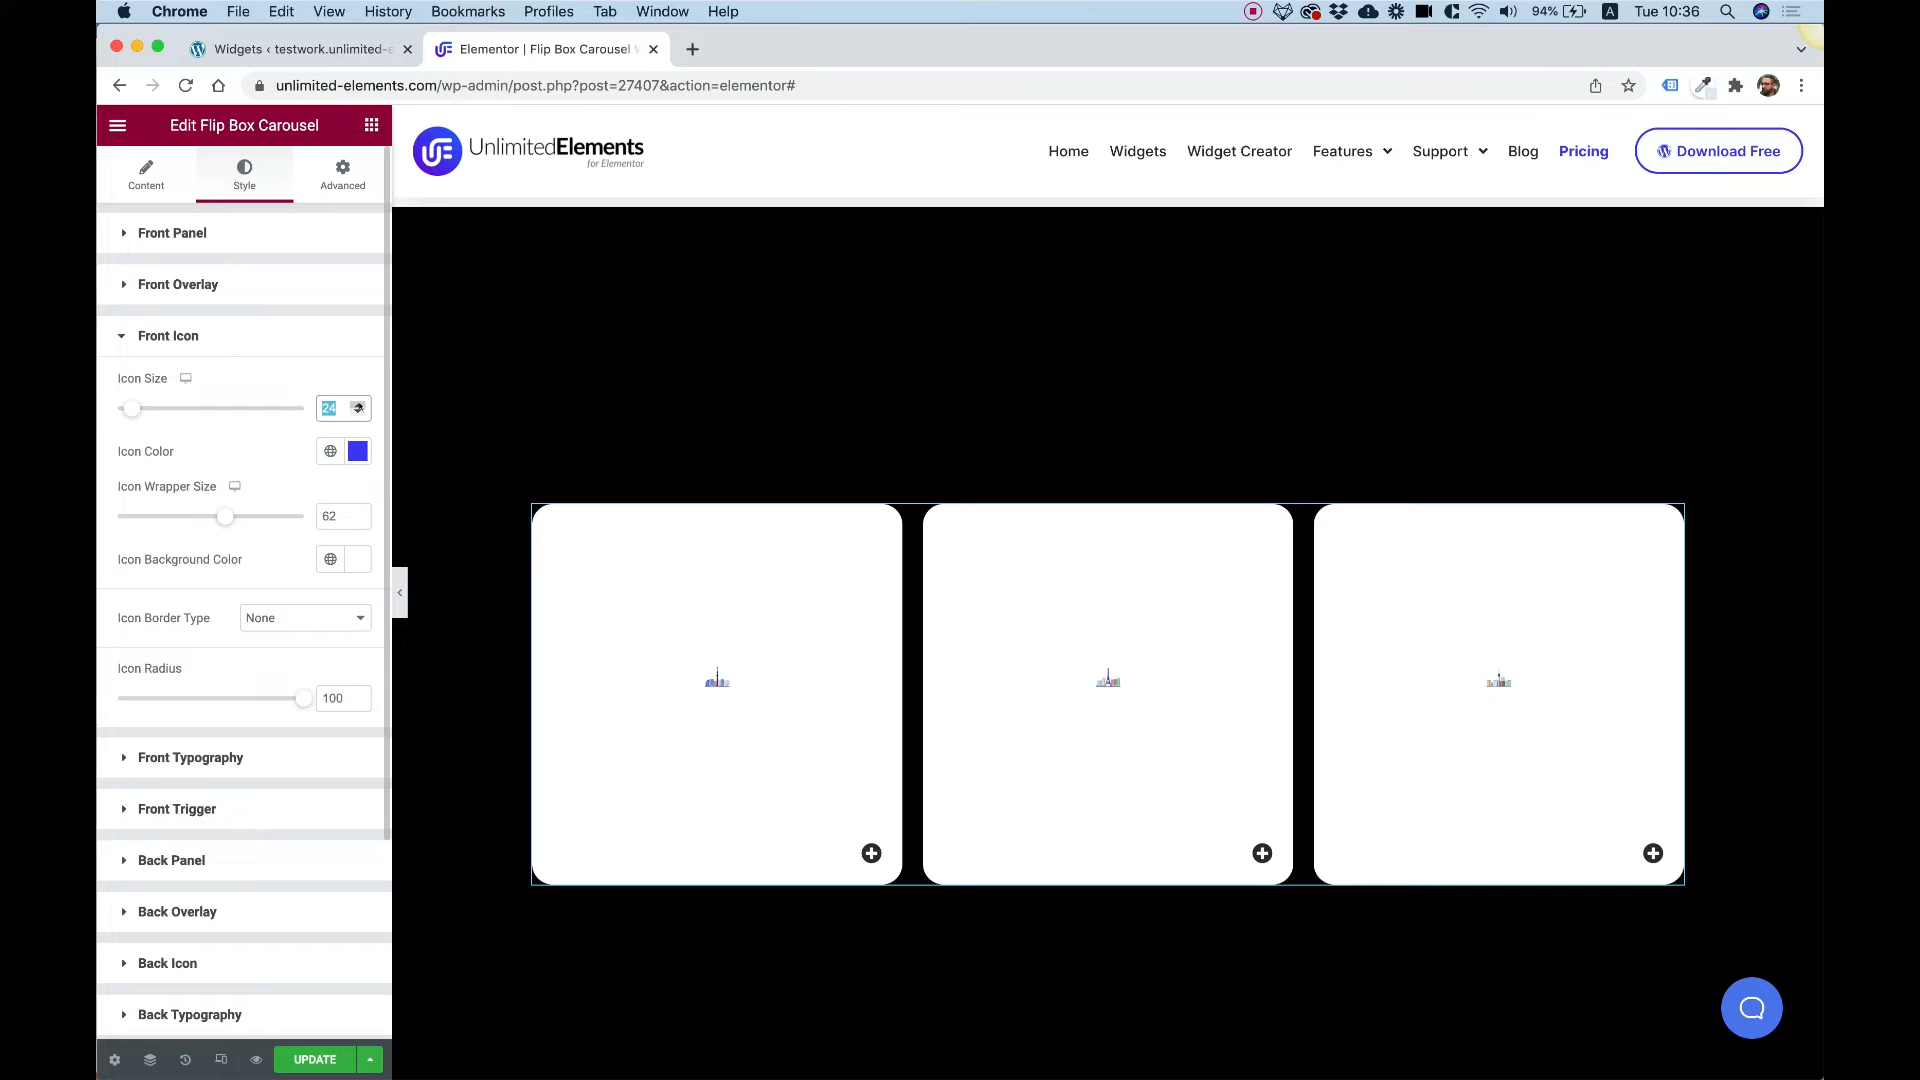 Chrome File Edit View History Bookmarks Profiles Tab Window Help 94% A Tue 10:36
Widgets ‹ testwork.unlimited-e Elementor | Flip Box Carousel
unlimited-elements.com/wp-admin/post.php?post=27407&action=elementor#
Edit Flip Box Carousel
Content Style Advanced
UnlimitedElements
for Elementor
Home Widgets Widget Creator Features Support Blog Pricing Download Free
Front Panel
Front Overlay
Front Icon
Icon Size
24
Icon Color
Icon Wrapper Size
62
Icon Background Color
Icon Border Type None
Icon Radius
100
Front Typography
Front Trigger
Back Panel
Back Overlay
Back Icon
Back Typography
UPDATE